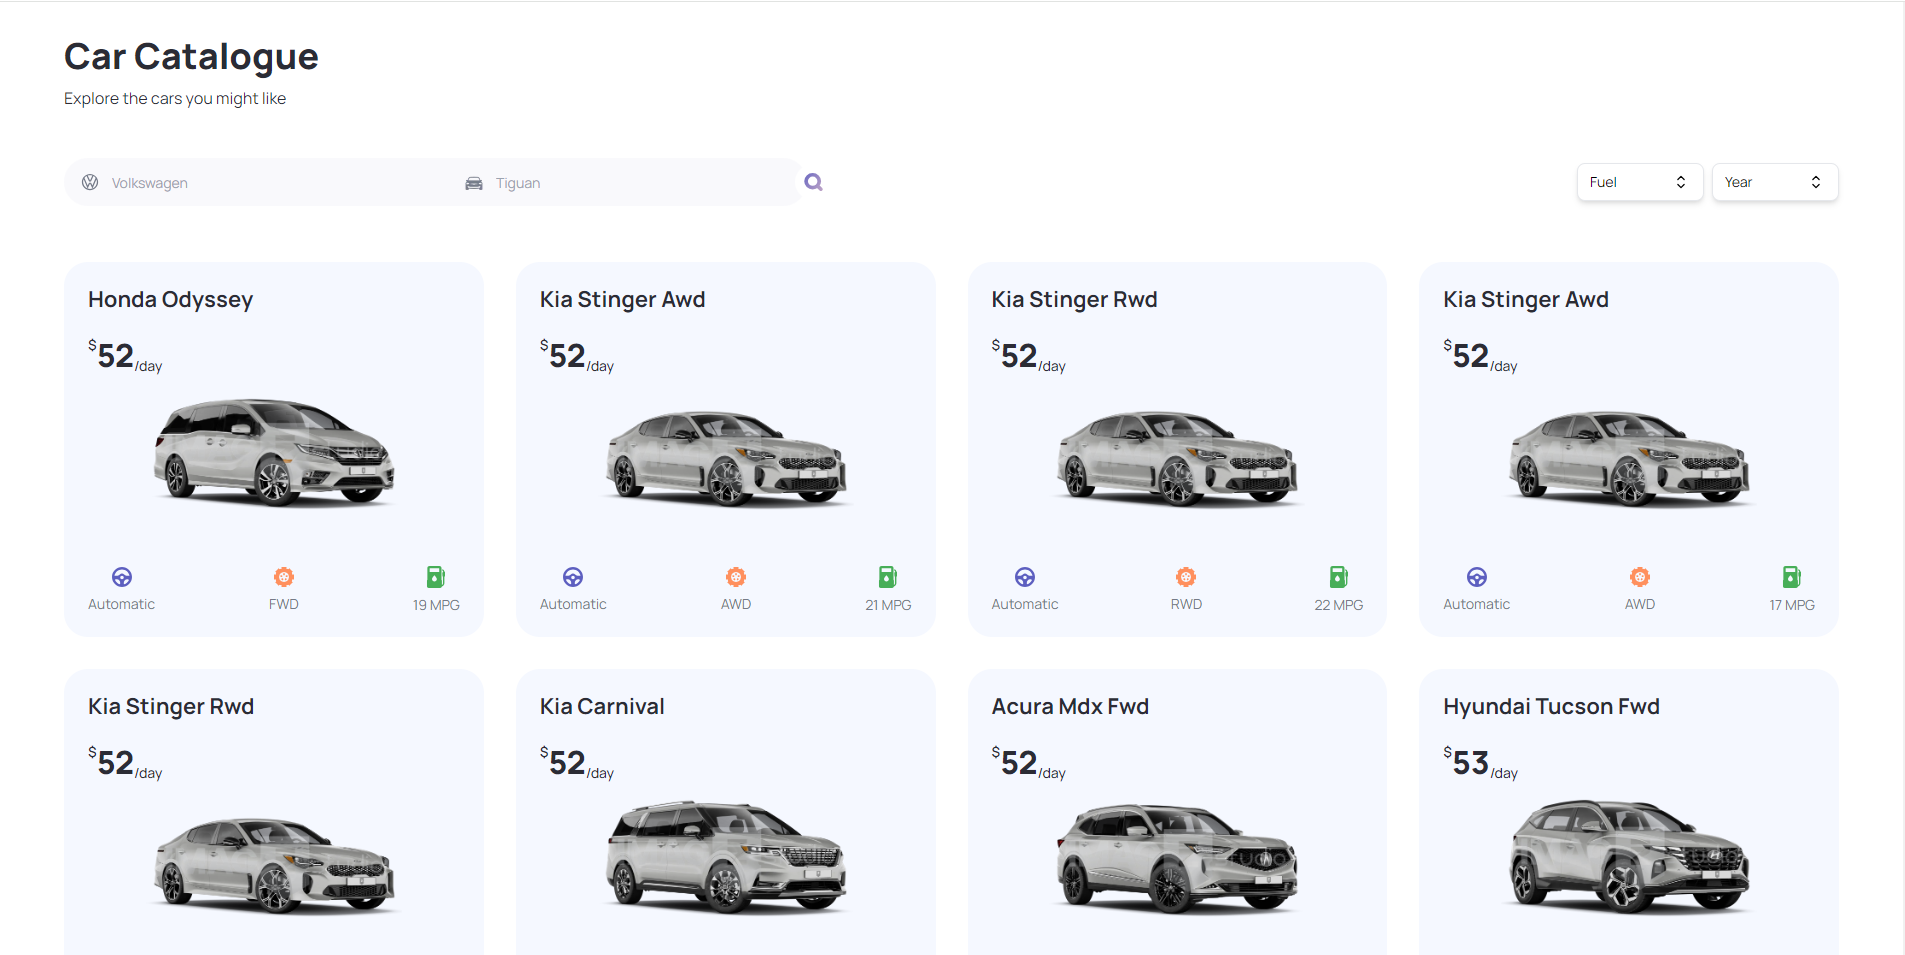 Car Catalogue
Explore the cars you might like
Volkswagen
Tiguan
Fuel
Year
Honda Odyssey
$52/day
Automatic
FWD
19 MPG
Kia Stinger Awd
$52/day
Automatic
AWD
21 MPG
Kia Stinger Rwd
$52/day
Automatic
RWD
22 MPG
Kia Stinger Awd
$52/day
Automatic
AWD
17 MPG
Kia Stinger Rwd
$52/day
Kia Carnival
$52/day
Acura Mdx Fwd
$52/day
Hyundai Tucson Fwd
$53/day